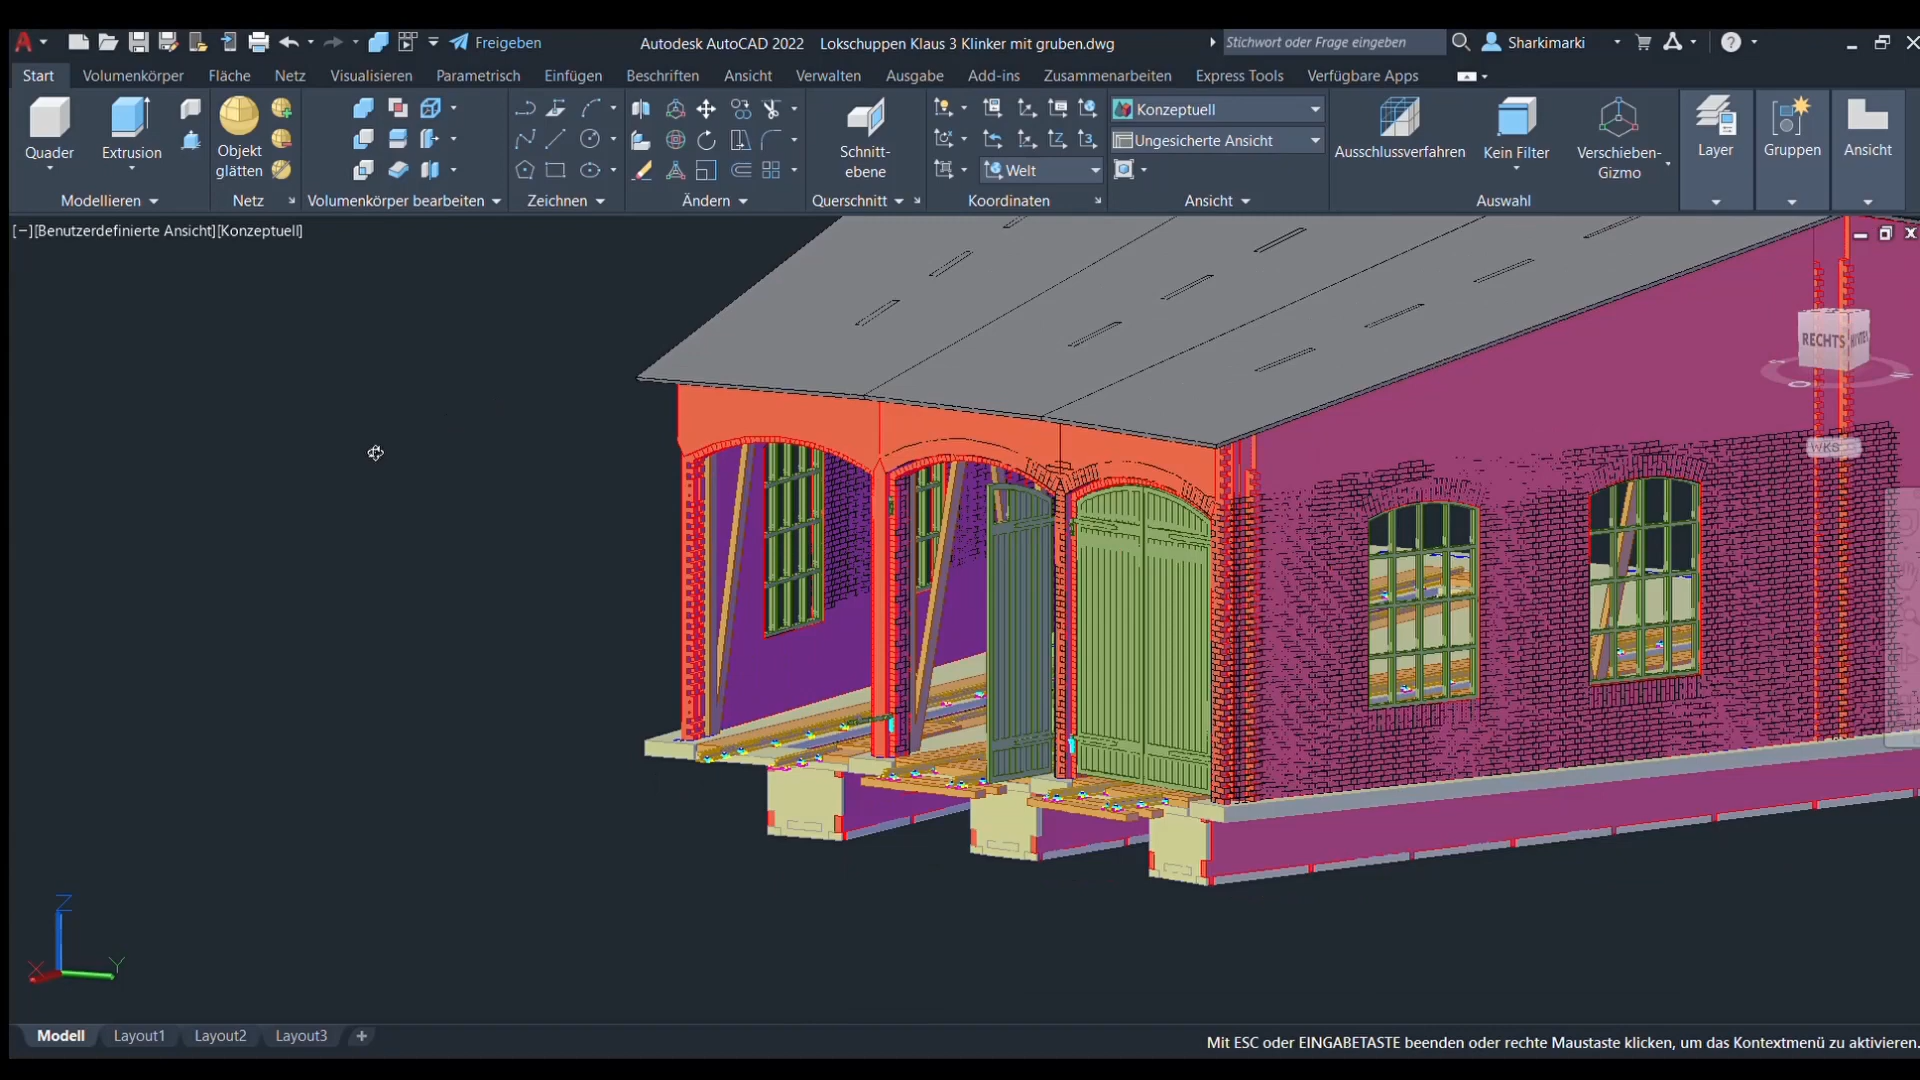 Freigeben Autodesk AutoCAD 2022 Lokschuppen Klaus 3 Klinker mit gruben.dwg Stichwort oder Frage eingeben Sharkimarki
Start Volumenkörper Fläche Netz Visualisieren Parametrisch Einfügen Beschriften Ansicht Verwalten Ausgabe Add-ins Zusammenarbeiten Express Tools Verfügbare Apps
Quader
Extrusion
Objekt
glätten
Schnitt-
ebene
Welt
Konzeptuell
Ungesicherte Ansicht
Ausschlussverfahren
Kein Filter
Verschieben-
Gizmo
Layer
Gruppen
Ansicht
Modellieren Netz Volumenkörper bearbeiten Zeichnen Ändern Querschnitt Koordinaten Ansicht Auswahl
[−][Benutzerdefinierte Ansicht][Konzeptuell]
RECHTS
WKS
Z
X Y
Modell Layout1 Layout2 Layout3 +
Mit ESC oder EINGABETASTE beenden oder rechte Maustaste klicken, um das Kontextmenü zu aktivieren.